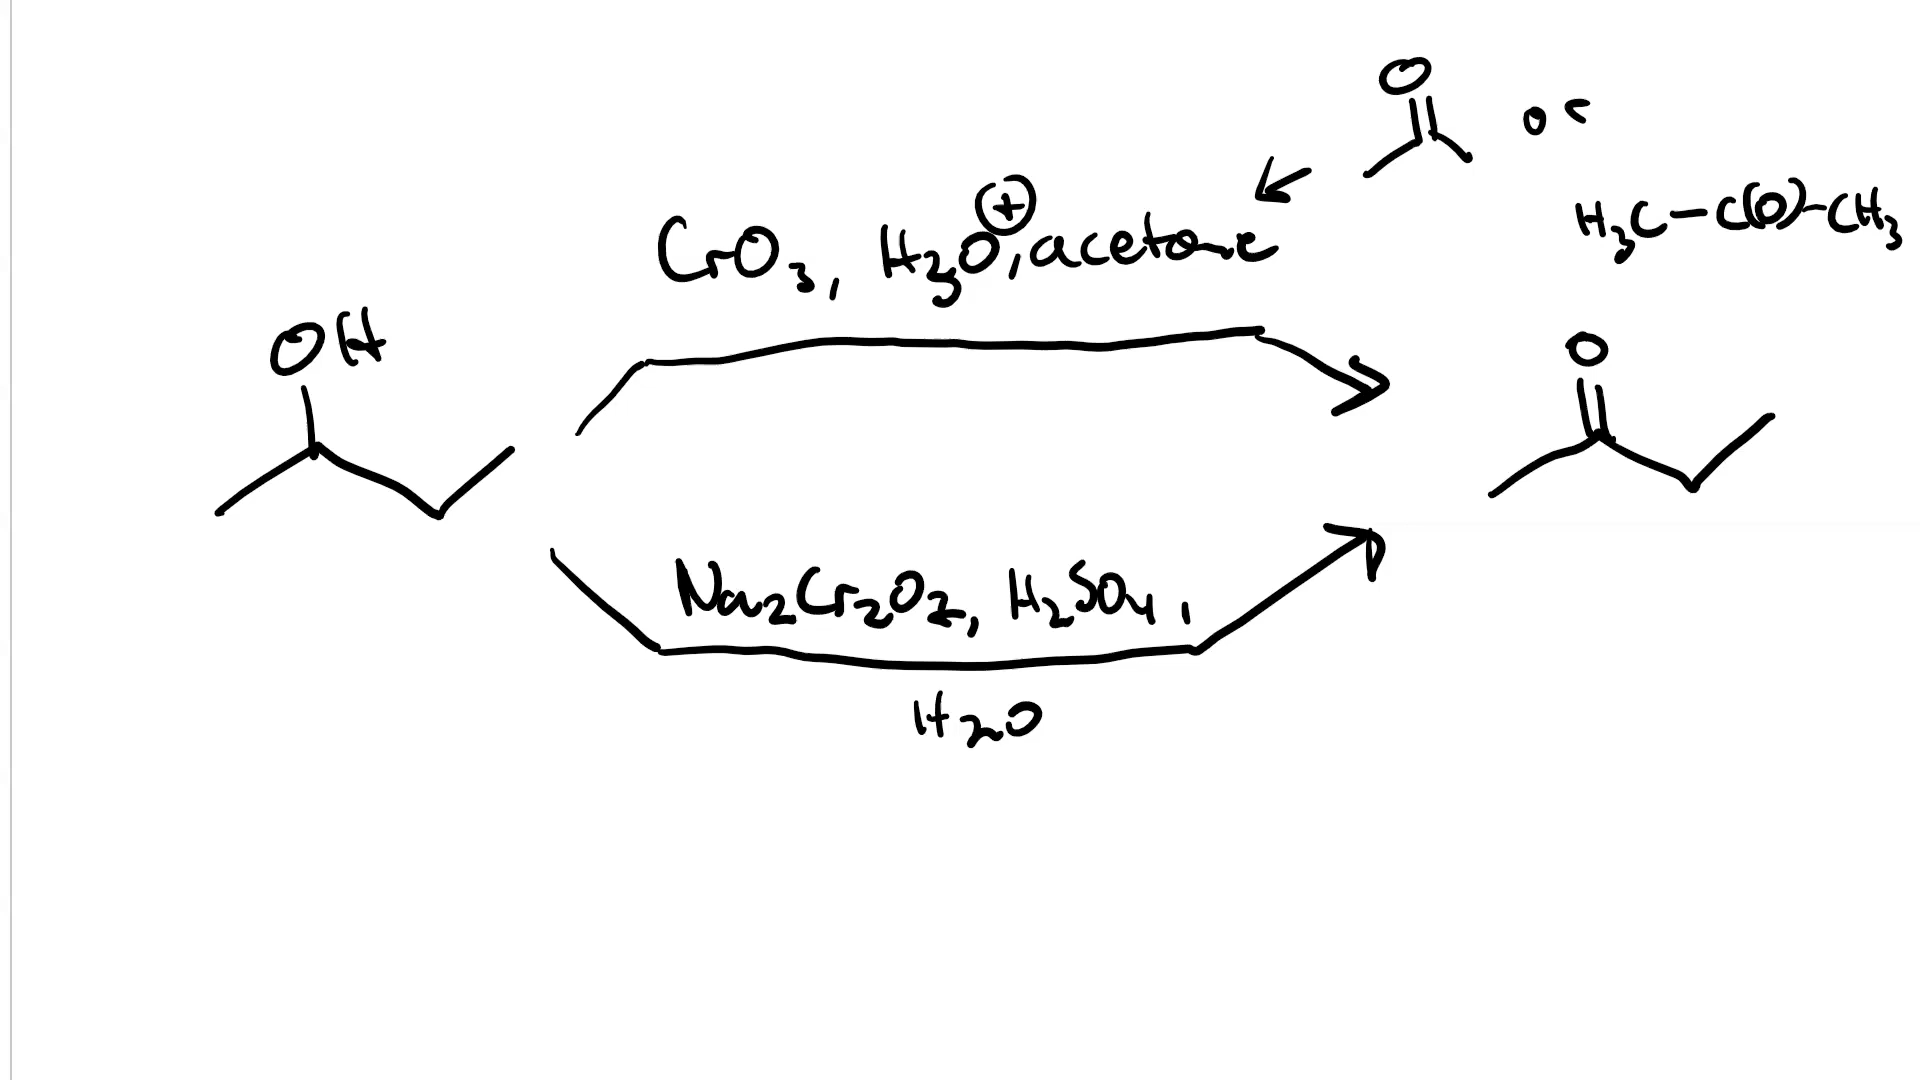 O
or
H₃C-C(O)-CH₃
CrO₃, H₃O⊕, acetone
OH
O
Na₂Cr₂O₇, H₂SO₄,
H₂O